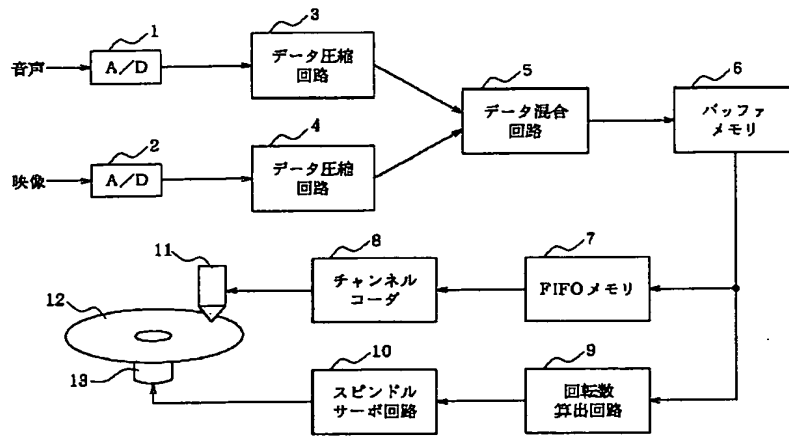 1
音声
A/D
3
データ圧縮
回路
5
データ混合
回路
6
バッファ
メモリ
2
映像
A/D
4
データ圧縮
回路
11
12
13
8
チャンネル
コーダ
7
FIFOメモリ
10
スピンドル
サーボ回路
9
回転数
算出回路